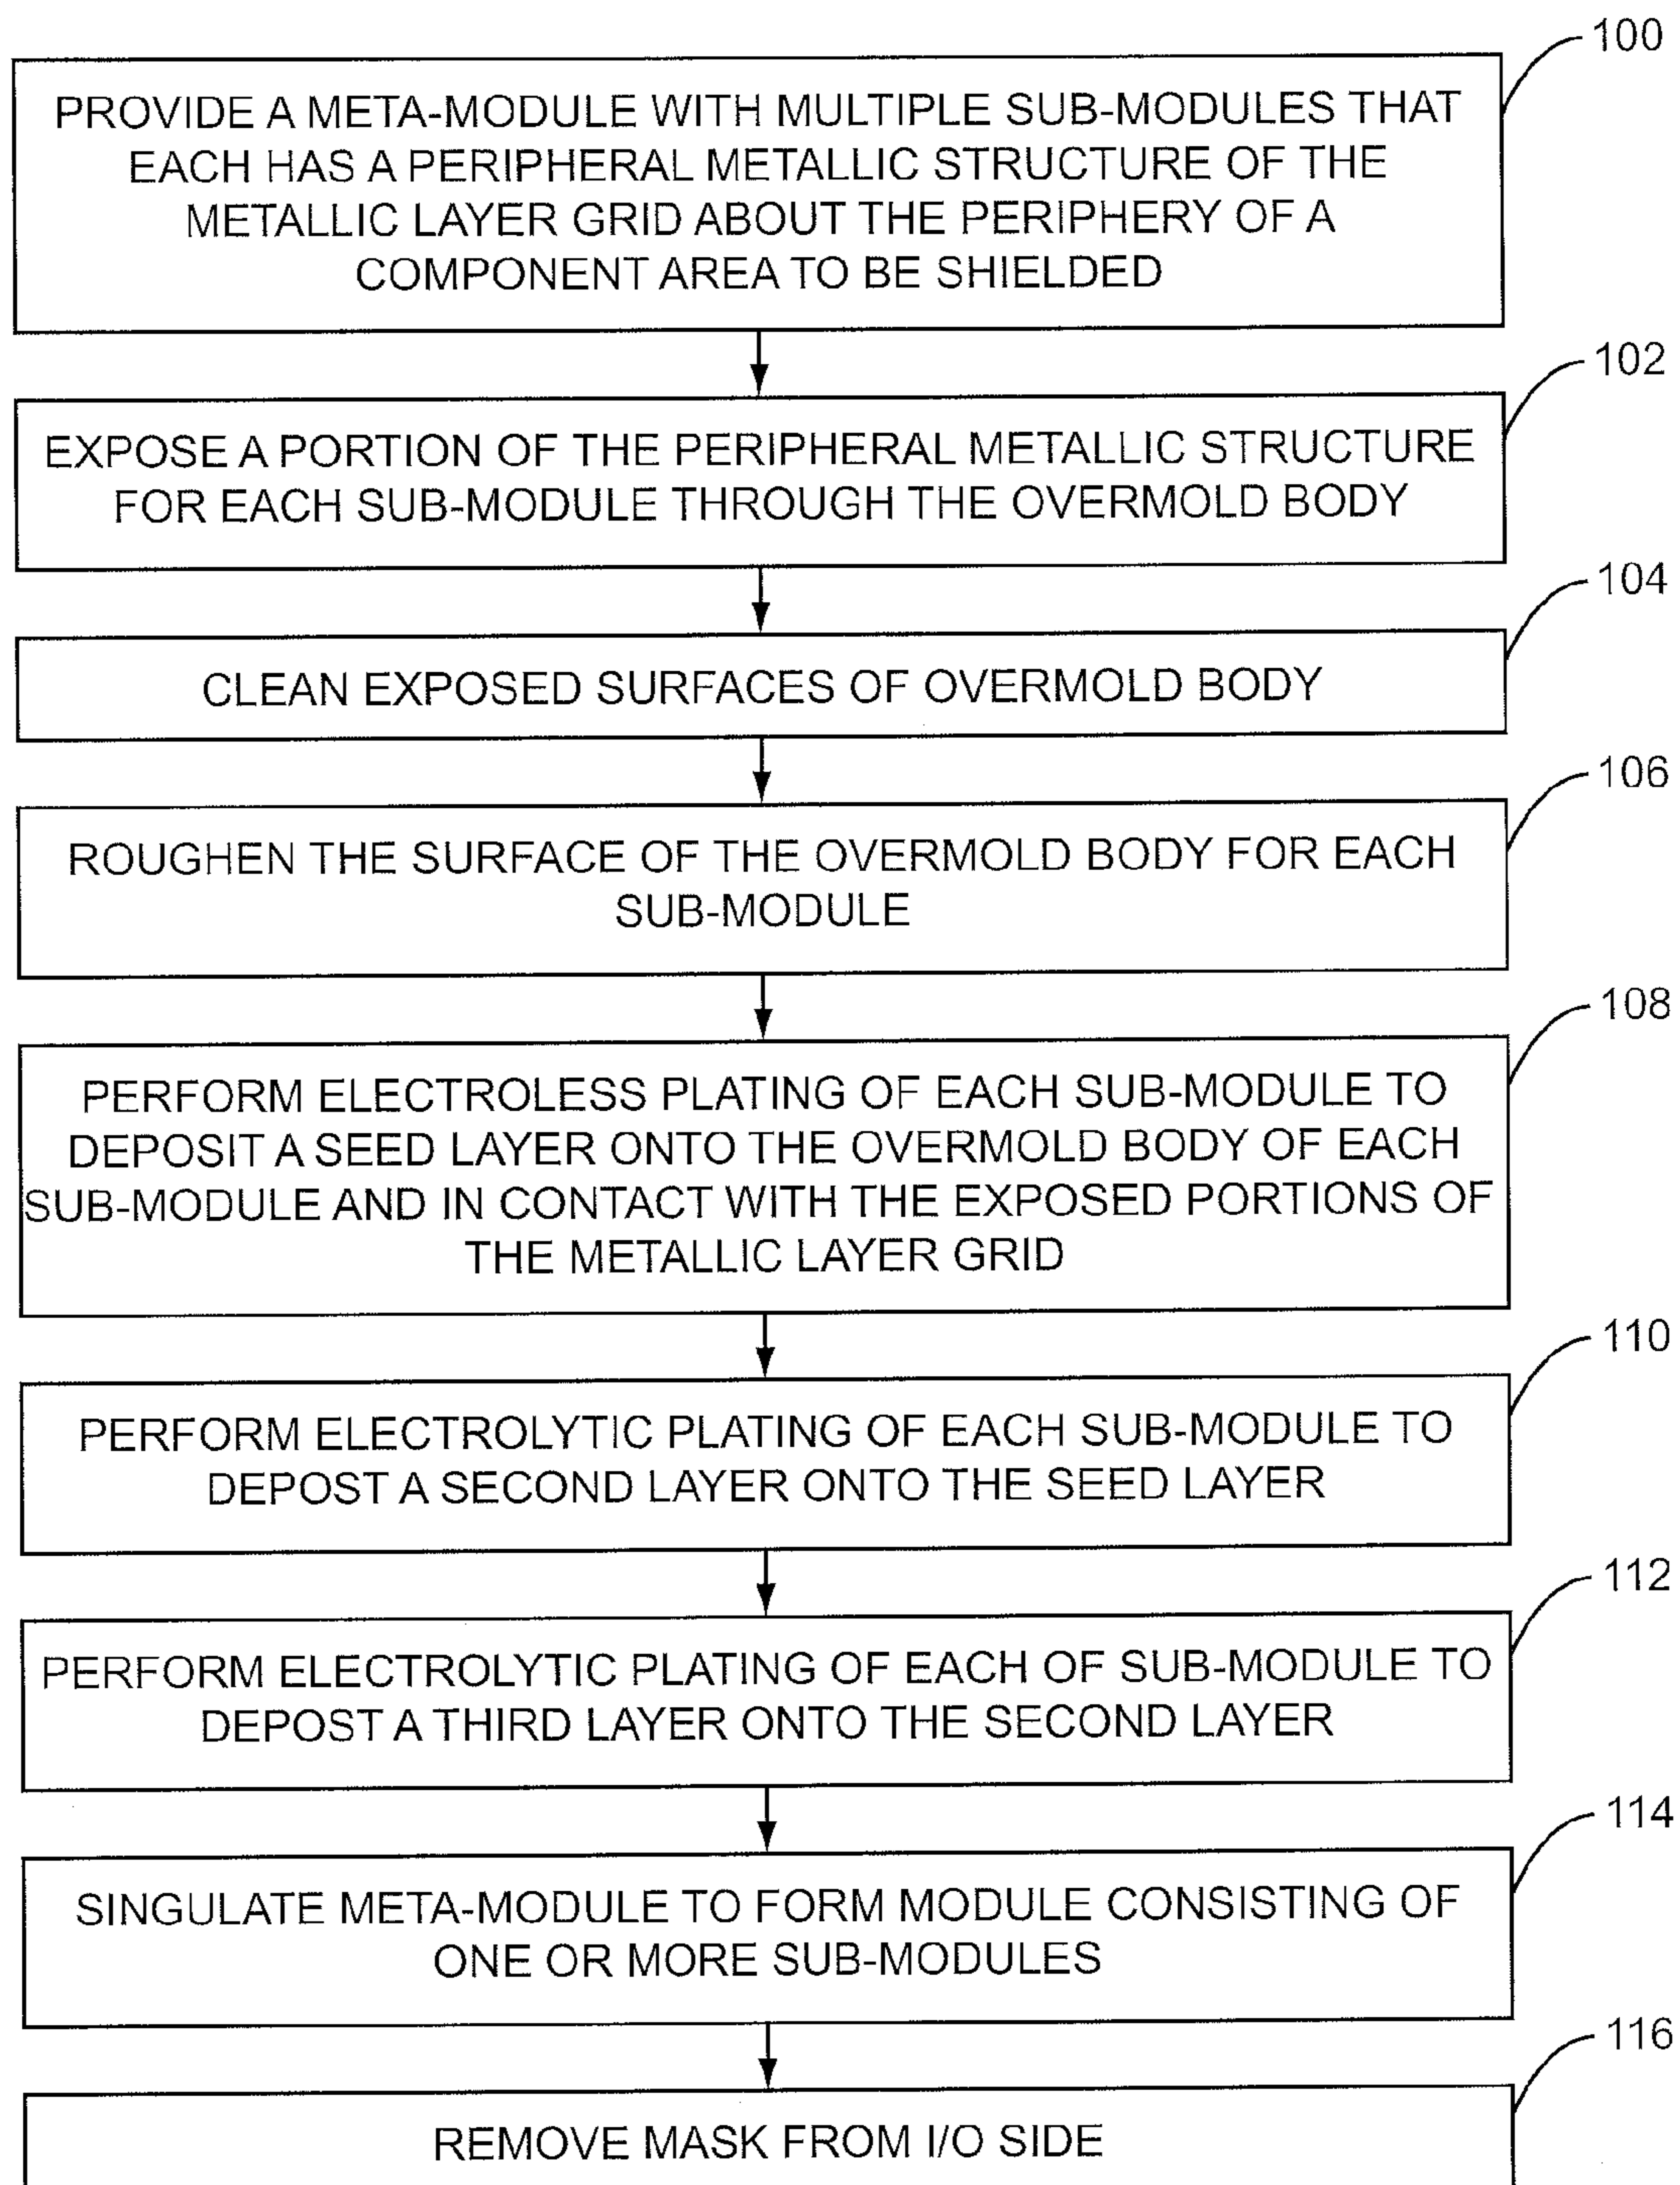 100
PROVIDE A META-MODULE WITH MULTIPLE SUB-MODULES THAT
EACH HAS A PERIPHERAL METALLIC STRUCTURE OF THE
METALLIC LAYER GRID ABOUT THE PERIPHERY OF A
COMPONENT AREA TO BE SHIELDED
102
EXPOSE A PORTION OF THE PERIPHERAL METALLIC STRUCTURE
FOR EACH SUB-MODULE THROUGH THE OVERMOLD BODY
104
CLEAN EXPOSED SURFACES OF OVERMOLD BODY
106
ROUGHEN THE SURFACE OF THE OVERMOLD BODY FOR EACH
SUB-MODULE
108
PERFORM ELECTROLESS PLATING OF EACH SUB-MODULE TO
DEPOSIT A SEED LAYER ONTO THE OVERMOLD BODY OF EACH
SUB-MODULE AND IN CONTACT WITH THE EXPOSED PORTIONS OF
THE METALLIC LAYER GRID
110
PERFORM ELECTROLYTIC PLATING OF EACH SUB-MODULE TO
DEPOST A SECOND LAYER ONTO THE SEED LAYER
112
PERFORM ELECTROLYTIC PLATING OF EACH OF SUB-MODULE TO
DEPOST A THIRD LAYER ONTO THE SECOND LAYER
114
SINGULATE META-MODULE TO FORM MODULE CONSISTING OF
ONE OR MORE SUB-MODULES
116
REMOVE MASK FROM I/O SIDE